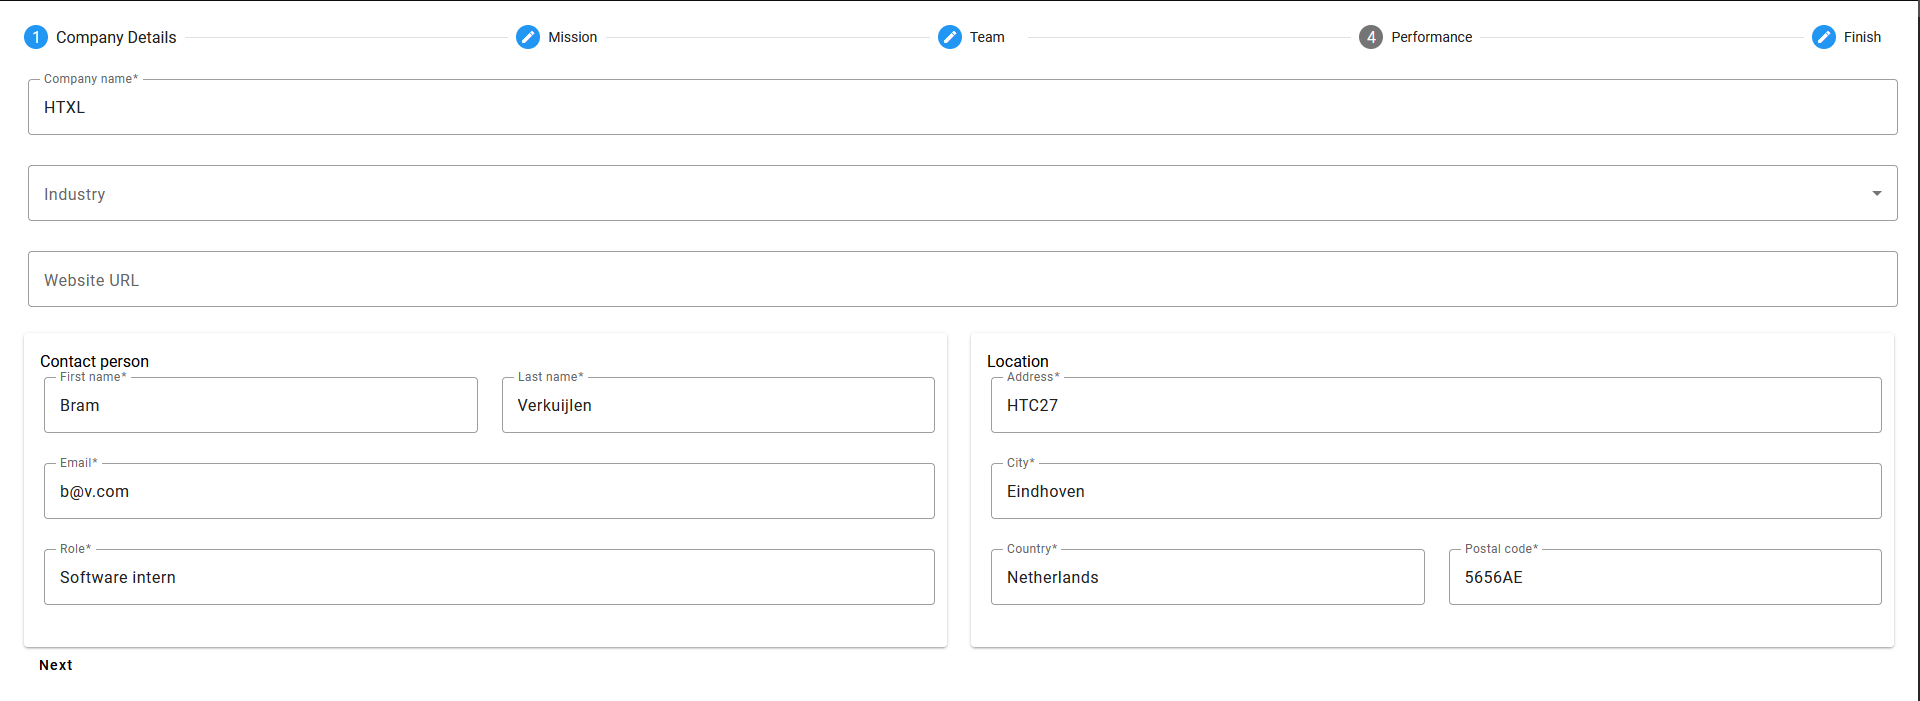 1 Company Details Mission Team 4 Performance Finish
Company name*
HTXL
Industry
Website URL
Contact person
First name* Last name*
Bram Verkuijlen
Email*
b@v.com
Role*
Software intern
Location
Address*
HTC27
City*
Eindhoven
Country* Postal code*
Netherlands 5656AE
Next